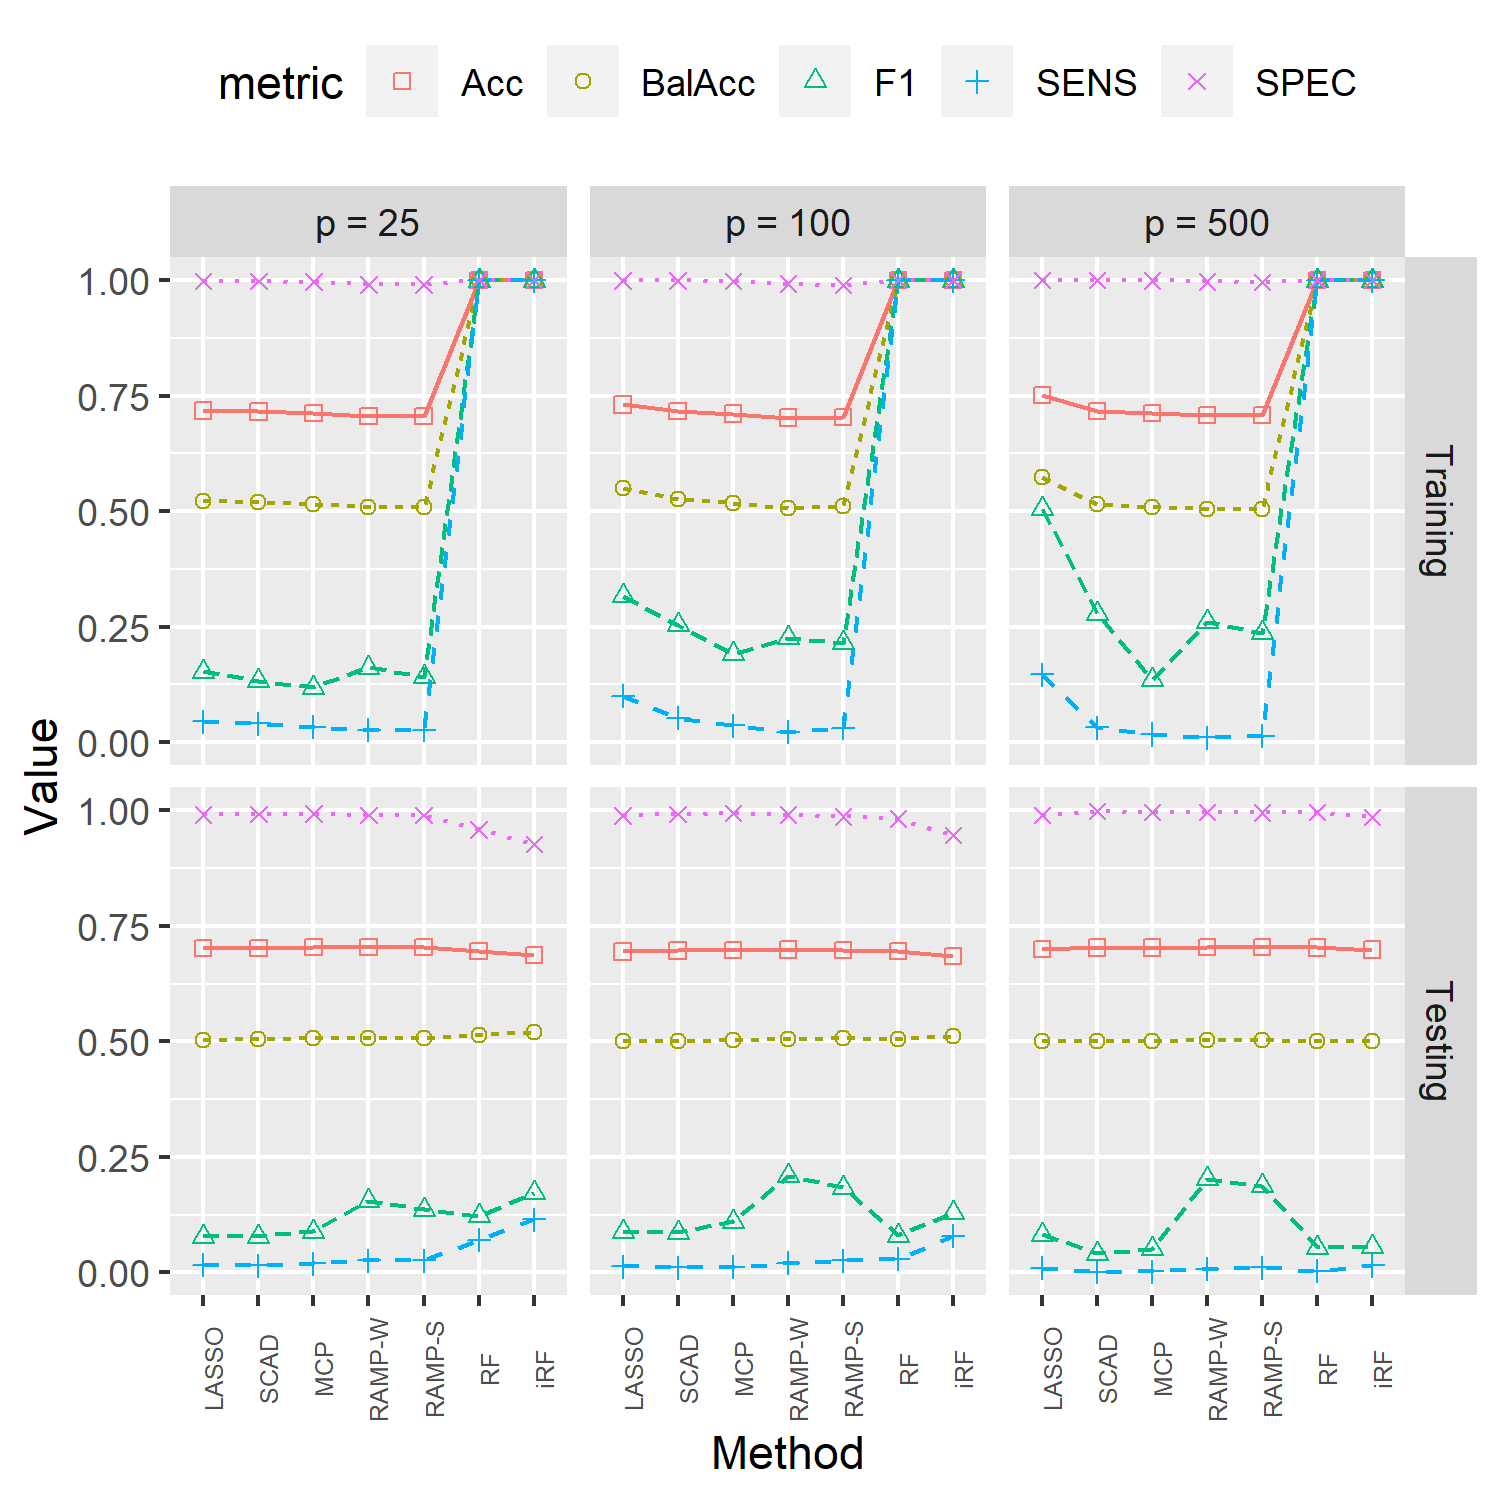 metric Acc BalAcc F1 SENS SPEC
p = 25 p = 100 p = 500
1.00
0.75
0.50
0.25
0.00
Training
Value
1.00
0.75
0.50
0.25
0.00
Testing
LASSO SCAD MCP RAMP-W RAMP-S RF iRF LASSO SCAD MCP RAMP-W RAMP-S RF iRF LASSO SCAD MCP RAMP-W RAMP-S RF iRF
Method